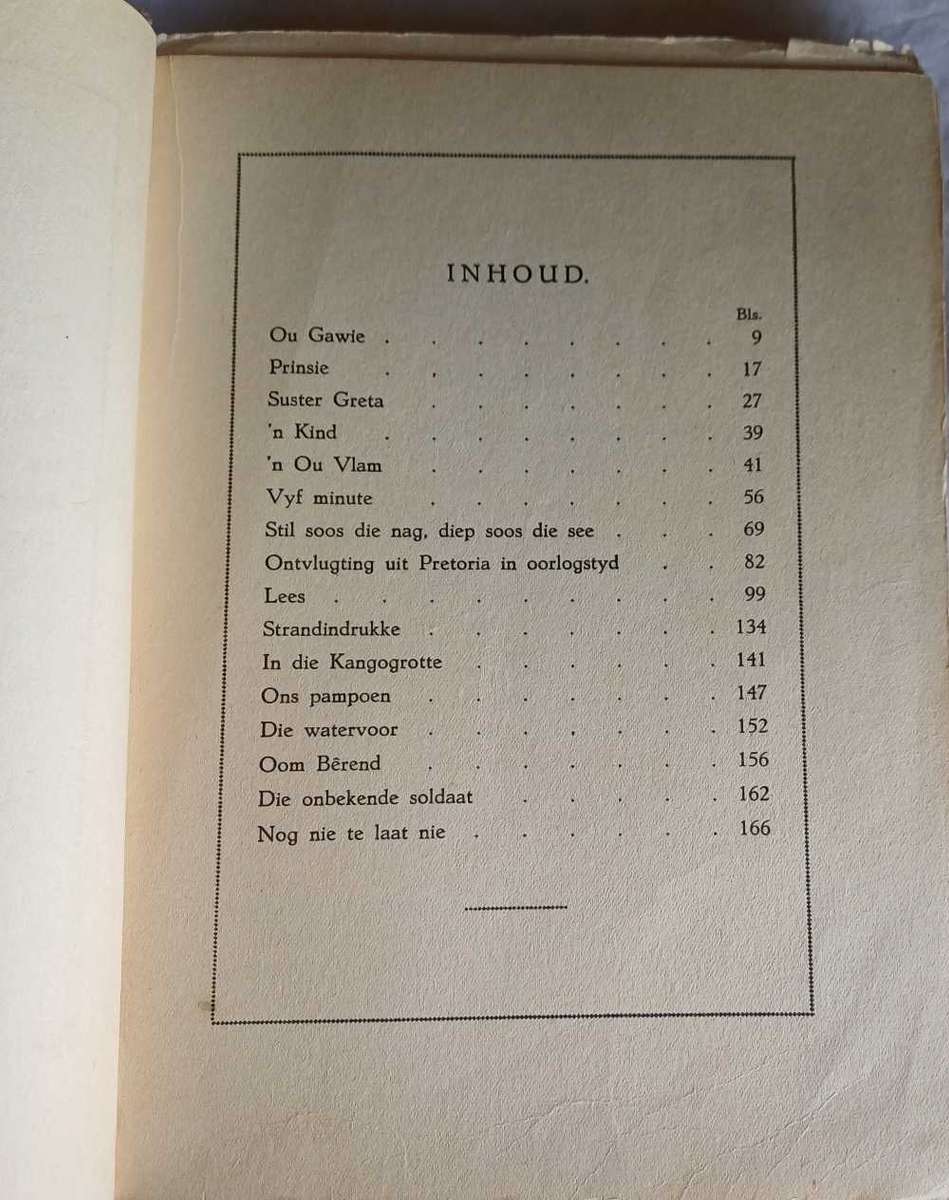 INHOUD.
Bls.
Ou Gawie . . . . . . . . 9
Prinsie . . . . . . . . 17
Suster Greta . . . . . . . 27
'n Kind . . . . . . . . 39
'n Ou Vlam . . . . . . . 41
Vyf minute . . . . . . . 56
Stil soos die nag, diep soos die see . . . 69
Ontvlugting uit Pretoria in oorlogstyd . . 82
Lees . . . . . . . . . 99
Strandindrukke . . . . . . . 134
In die Kangogrotte . . . . . . 141
Ons pampoen . . . . . . . 147
Die watervoor . . . . . . . 152
Oom Bêrend . . . . . . . 156
Die onbekende soldaat . . . . . 162
Nog nie te laat nie . . . . . . 166